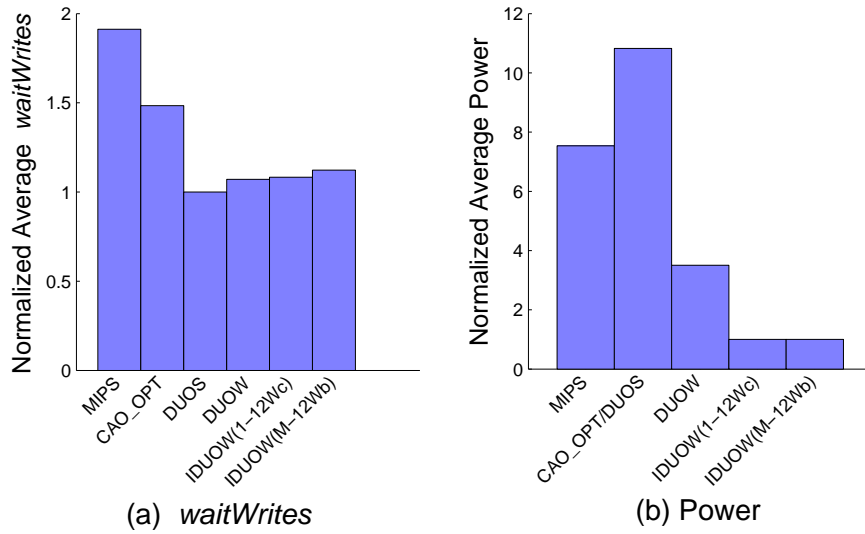 Normalized Average waitWrites
2
1.5
1
0.5
0
MIPS
CAO_OPT
DUOS
DUOW
IDUOW(1–12Wc)
IDUOW(M–12Wb)
(a) waitWrites
Normalized Average Power
12
10
8
6
4
2
0
MIPS
CAO_OPT/DUOS
DUOW
IDUOW(1–12Wc)
IDUOW(M–12Wb)
(b) Power